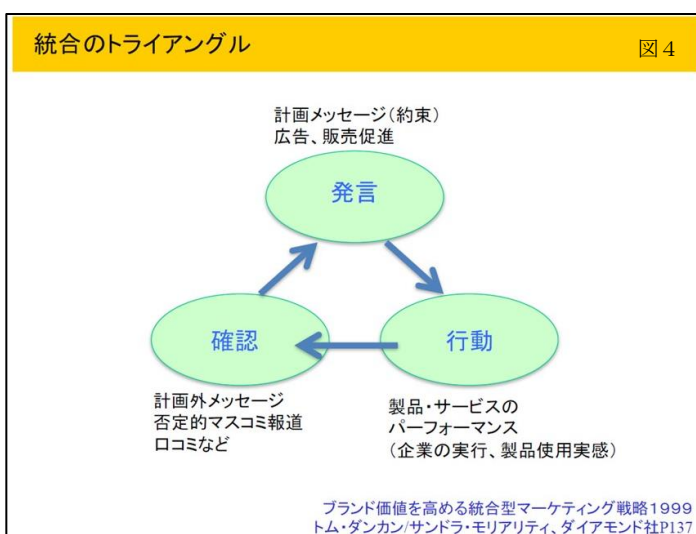 統合のトライアングル
図4
計画メッセージ（約束）
広告、販売促進
発言
確認
行動
計画外メッセージ
否定的マスコミ報道
口コミなど
製品・サービスの
パーフォーマンス
（企業の実行、製品使用実感）
ブランド価値を高める統合型マーケティング戦略１９９９
トム・ダンカン/サンドラ・モリアリティ、ダイアモンド社P137